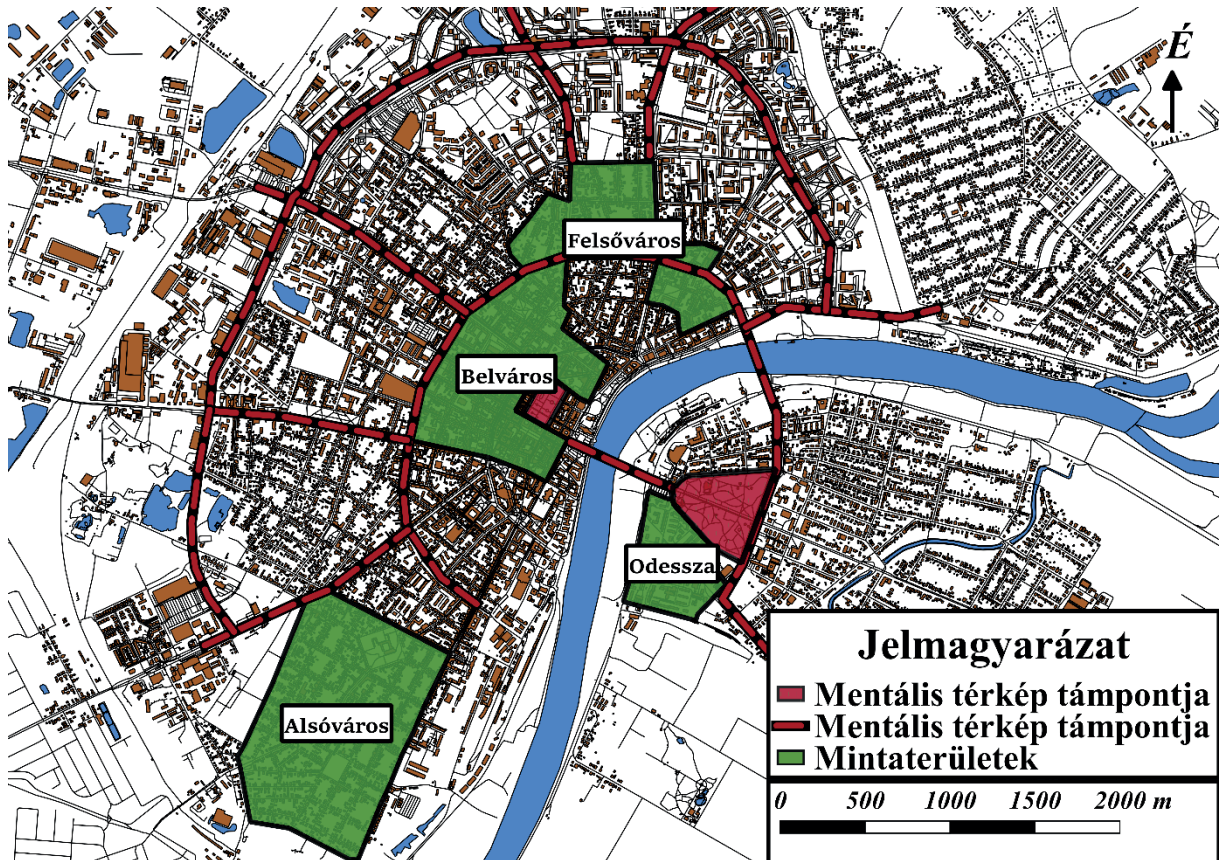 É
Felsőváros
Belváros
Odessza
Alsóváros
Jelmagyarázat
Mentális térkép támpontja
Mentális térkép támpontja
Mintaterületek
0 500 1000 1500 2000 m